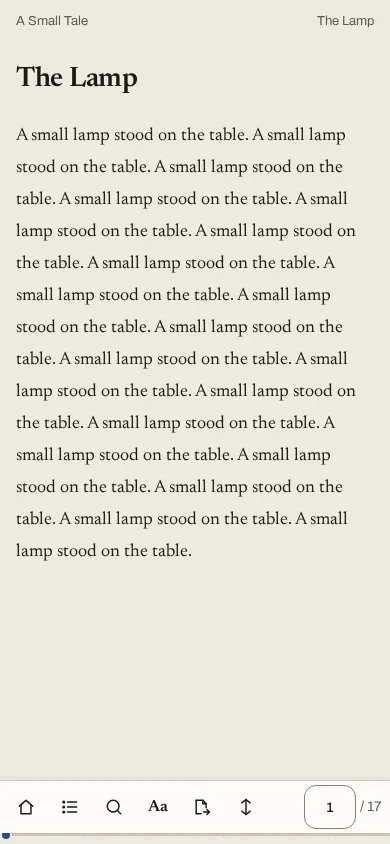 A Small Tale
The Lamp
The Lamp
A small lamp stood on the table. A small lamp
stood on the table. A small lamp stood on the
table. A small lamp stood on the table. A small
lamp stood on the table. A small lamp stood on
the table. A small lamp stood on the table. A
small lamp stood on the table. A small lamp
stood on the table. A small lamp stood on the
table. A small lamp stood on the table. A small
lamp stood on the table. A small lamp stood on
the table. A small lamp stood on the table. A
small lamp stood on the table. A small lamp
stood on the table. A small lamp stood on the
table. A small lamp stood on the table. A small
lamp stood on the table.
Aa
1
/ 17